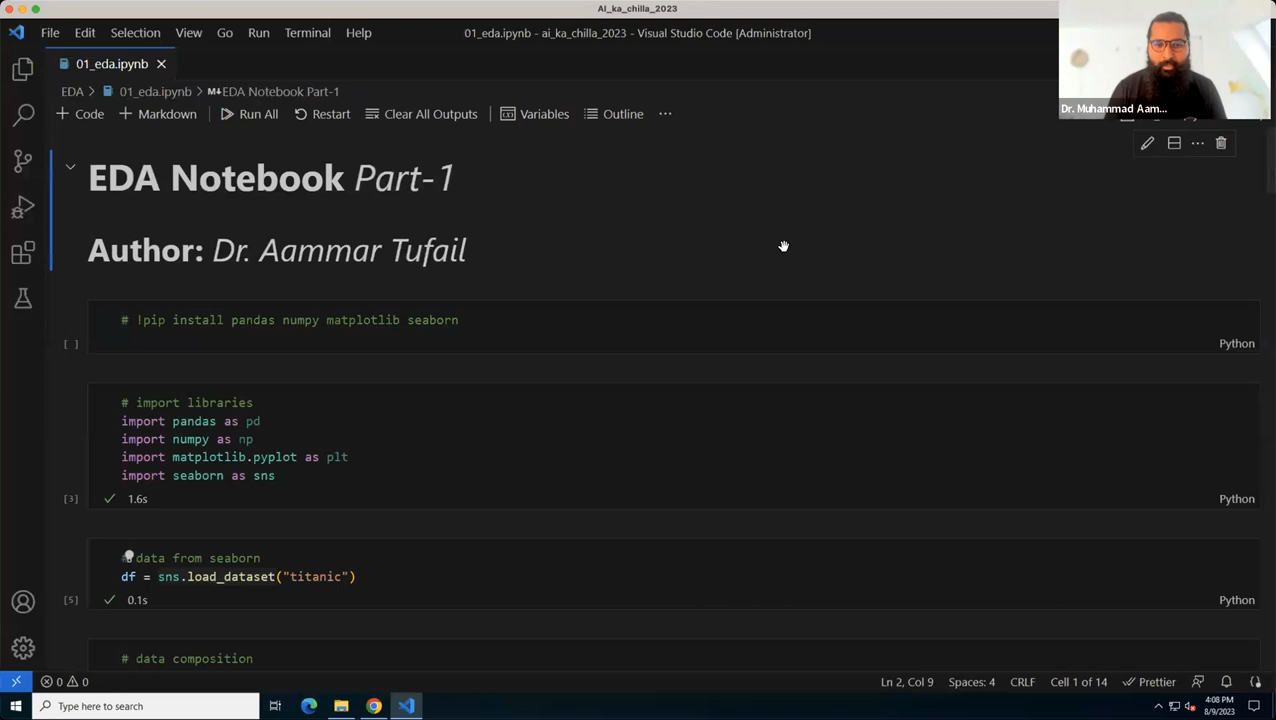 AI_ka_chilla_2023
File Edit Selection View Go Run Terminal Help
01_eda.ipynb - ai_ka_chilla_2023 - Visual Studio Code [Administrator]
01_eda.ipynb
EDA > 01_eda.ipynb > M↓EDA Notebook Part-1
+ Code + Markdown Run All Restart Clear All Outputs Variables Outline ...
Dr. Muhammad Aam...
EDA Notebook Part-1
Author: Dr. Aammar Tufail
# !pip install pandas numpy matplotlib seaborn
[ ]
Python
# import libraries
import pandas as pd
import numpy as np
import matplotlib.pyplot as plt
import seaborn as sns
[3] 1.6s
Python
# data from seaborn
df = sns.load_dataset("titanic")
[5] 0.1s
Python
# data composition
0 0 Ln 2, Col 9 Spaces: 4 CRLF Cell 1 of 14 Prettier
Type here to search
4:08 PM
8/9/2023